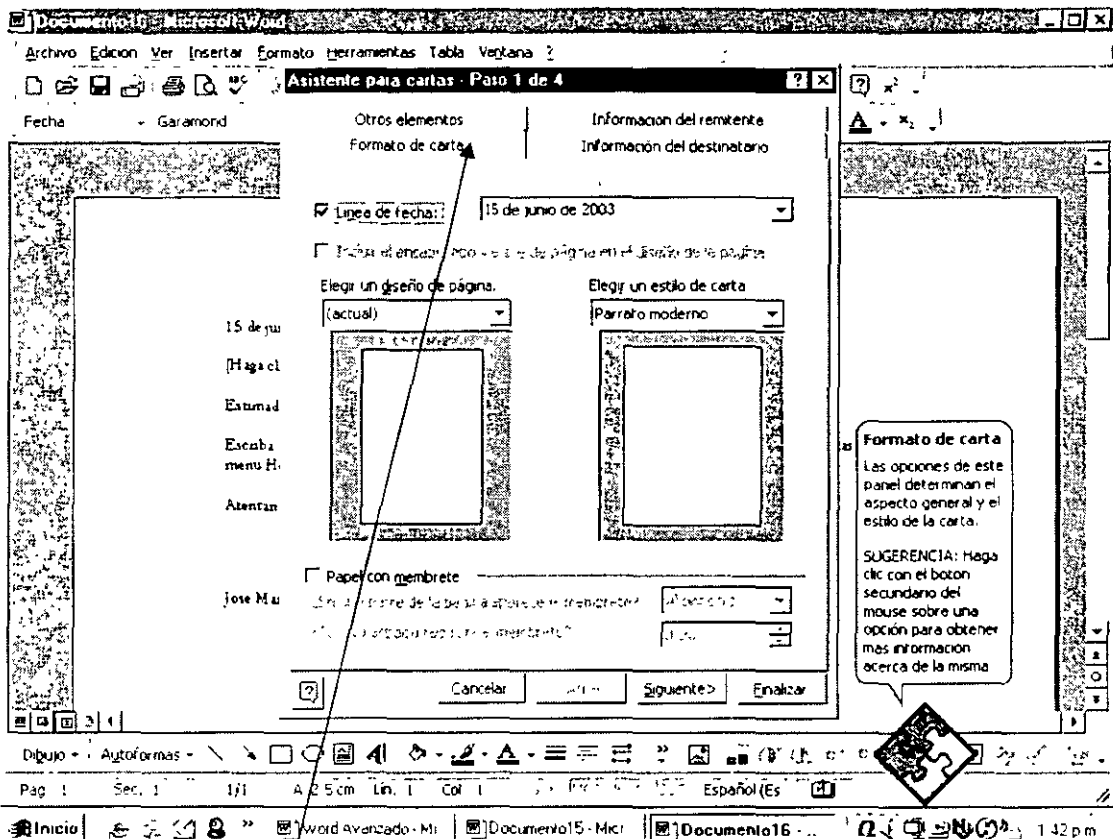 Documento16 - Microsoft Word
Archivo Edicion Ver Insertar Formato Herramientas Tabla Ventana ?
Asistente para cartas - Paso 1 de 4
Fecha Garamond
Otros elementos Informacion del remitente
Formato de carta Información del destinatario
Linea de fecha: 15 de junio de 2003
Elegir un diseño de página. Elegir un estilo de carta
(actual) Parrafo moderno
15 de jun
[Haga cl
Estimad
Escriba
menu H
Atentam
Jose Ma
Papel con membrete
Cancelar Siguiente> Finalizar
Formato de carta
Las opciones de este
panel determinan el
aspecto general y el
estilo de la carta.
SUGERENCIA: Haga
clic con el boton
secundario del
mouse sobre una
opción para obtener
mas informacion
acerca de la misma
Dibujo Autoformas
Pag 1 Sec. 1 1/1 A 2 5 cm Lin. 1 Col 1 Español (Es
Inicio Word Avanzado - Mi Documento15 - Micr Documento16 - .. 1 42 p m